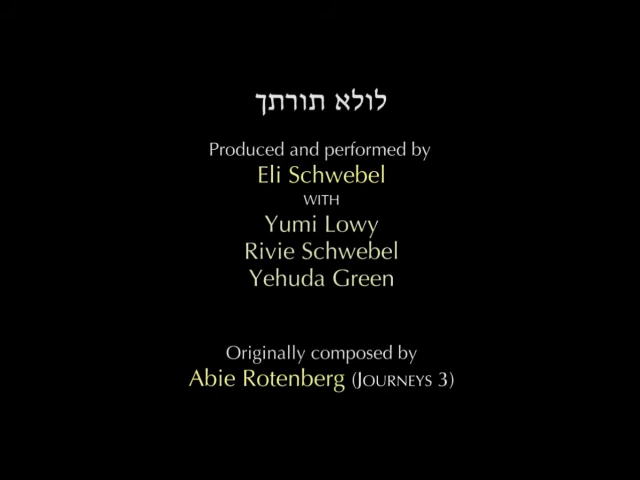 לולא תורתך
Produced and performed by
Eli Schwebel
WITH
Yumi Lowy
Rivie Schwebel
Yehuda Green
Originally composed by
Abie Rotenberg (JOURNEYS 3)